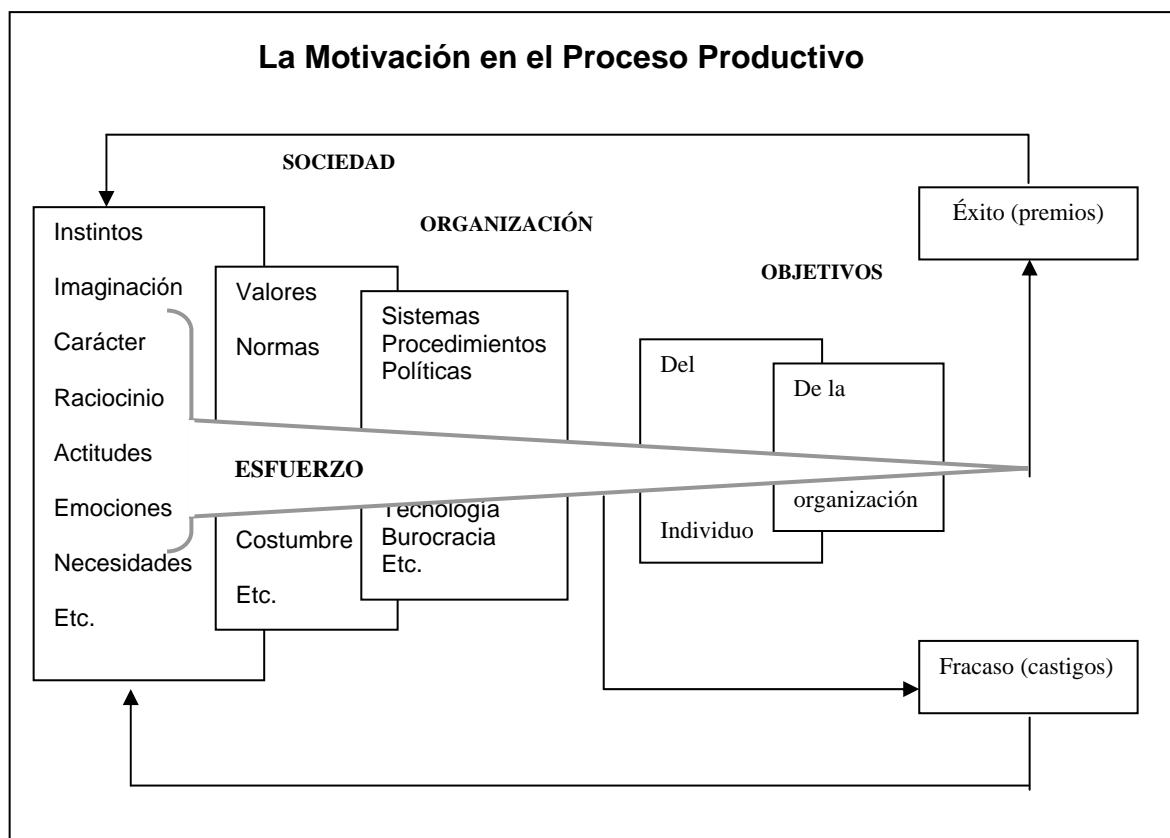 La Motivación en el Proceso Productivo
SOCIEDAD
ORGANIZACIÓN
OBJETIVOS
Instintos
Imaginación
Carácter
Raciocinio
Actitudes
Emociones
Necesidades
Etc.
Valores
Normas
Costumbre
Etc.
Sistemas
Procedimientos
Políticas
Tecnología
Burocracia
Etc.
ESFUERZO
Del
Individuo
De la
organización
Éxito (premios)
Fracaso (castigos)